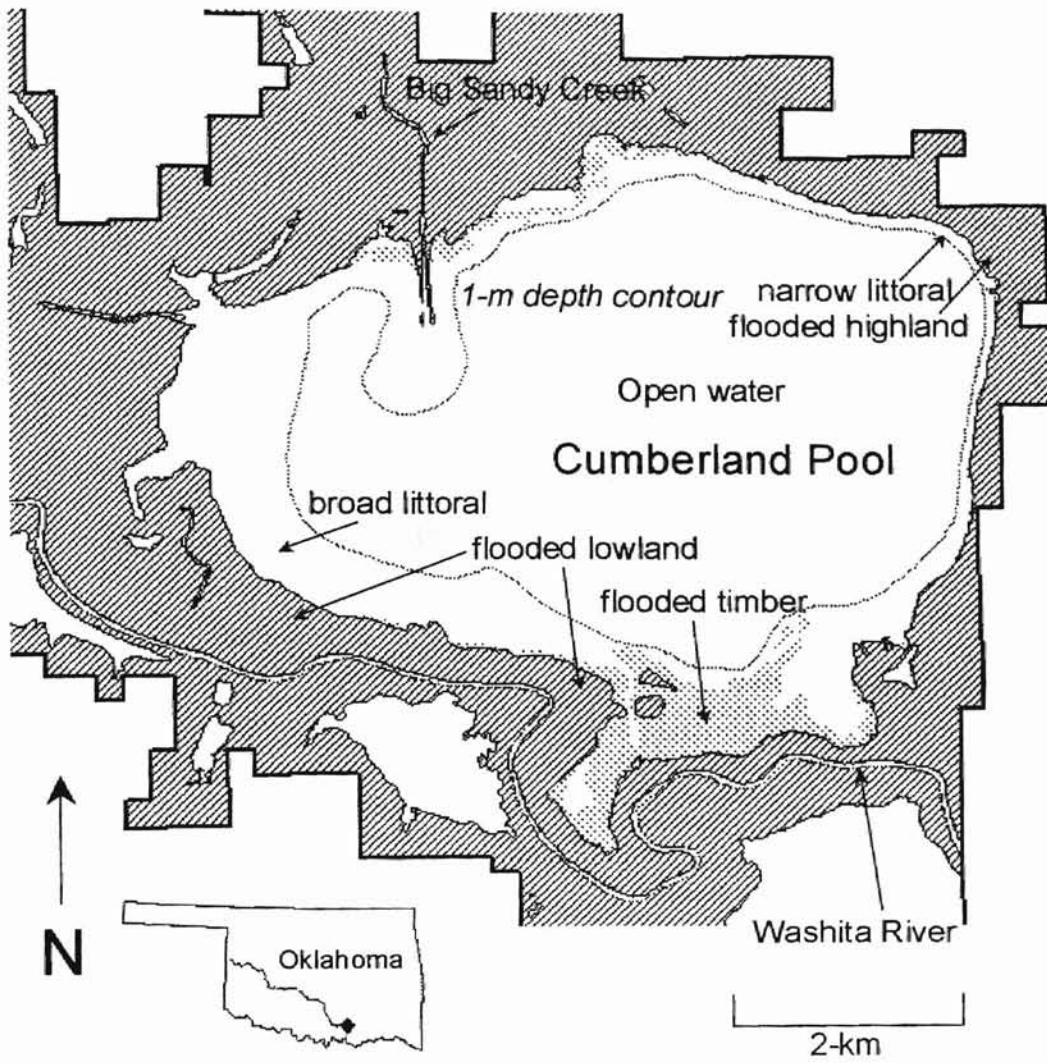 Big Sandy Creek
1-m depth contour
narrow littoral
flooded highland
Open water
Cumberland Pool
broad littoral
flooded lowland
flooded timber
Washita River
N
Oklahoma
2-km